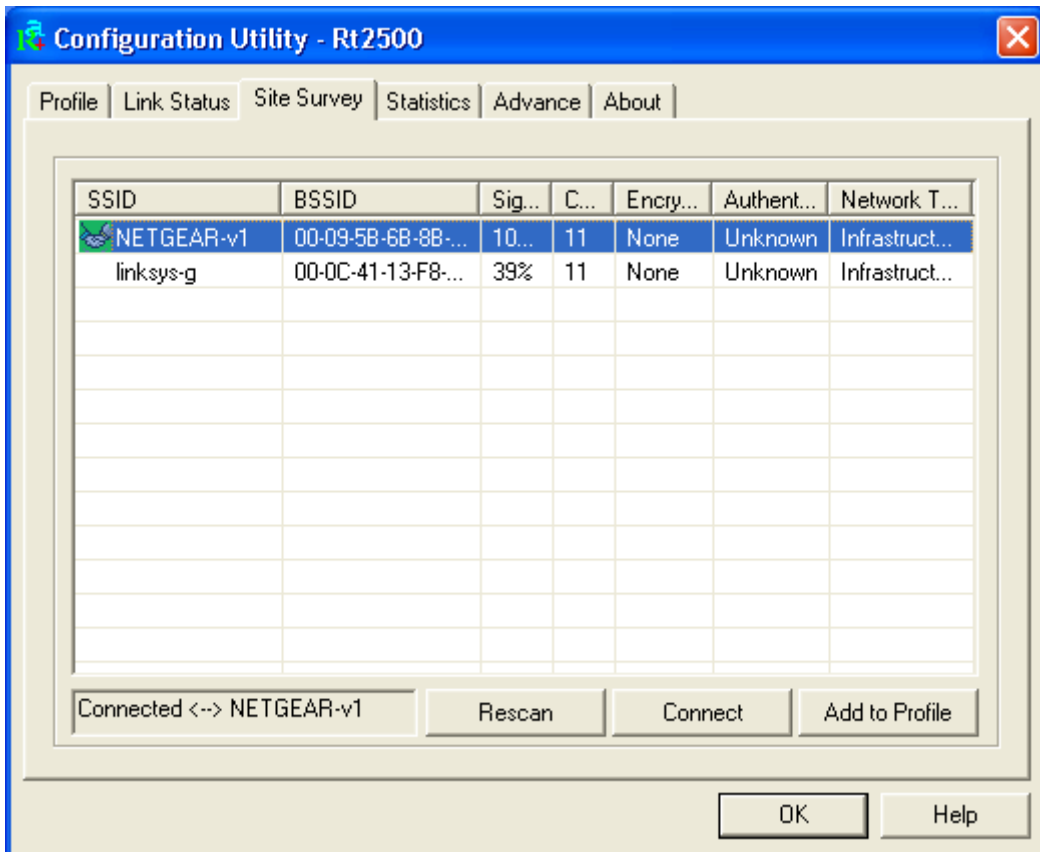 Configuration Utility - Rt2500
Profile Link Status Site Survey Statistics Advance About
SSID BSSID Sig... C... Encry... Authent... Network T...
NETGEAR-v1 00-09-5B-6B-8B-... 10... 11 None Unknown Infrastruct...
linksys-g 00-0C-41-13-F8-... 39% 11 None Unknown Infrastruct...
Connected <--> NETGEAR-v1 Rescan Connect Add to Profile
OK Help